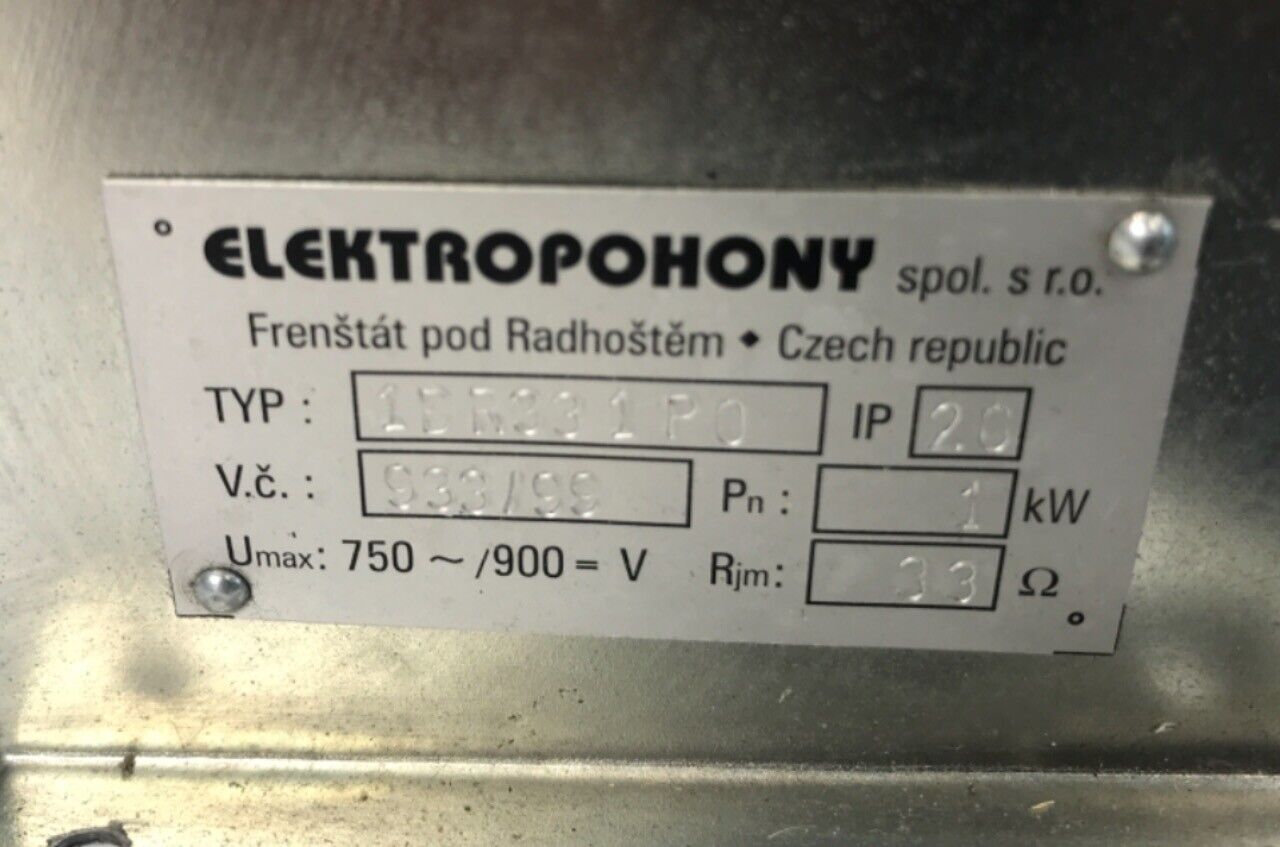 ELEKTROPOHONY spol. s r.o.
Frenštát pod Radhoštěm ◆ Czech republic
TYP : IP 20
V.č. : 933/99 Pn : 1 kW
Umax: 750 ~ /900 = V Rjm: 33 Ω